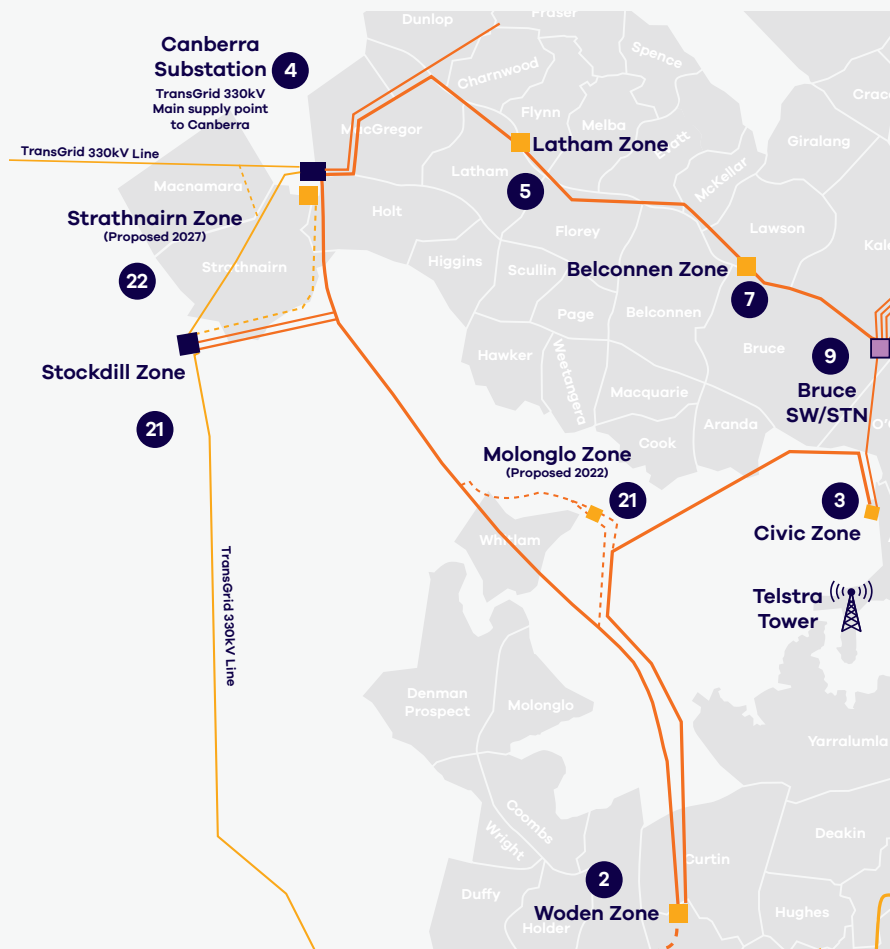 Dunlop
Fraser
Canberra
Substation
4
TransGrid 330kV
Main supply point
to Canberra
Spence
Charnwood
Flynn
Melba
Evatt
McGregor
Latham Zone
Giralang
TransGrid 330kV Line
Macnamara
Latham
5
McKellar
Strathnairn Zone
(Proposed 2027)
Holt
Florey
Lawson
22
Strathnairn
Higgins
Scullin
Belconnen Zone
7
Page
Belconnen
Stockdill Zone
Hawker
Weetangera
Bruce
9
Bruce
SW/STN
Macquarie
21
Aranda
Cook
Molonglo Zone
(Proposed 2022)
21
3
Civic Zone
Whitlam
TransGrid 330kV Line
Telstra
Tower
Denman
Prospect
Molonglo
Yarralumla
Coombs
Wright
Deakin
Curtin
2
Duffy
Woden Zone
Holder
Hughes